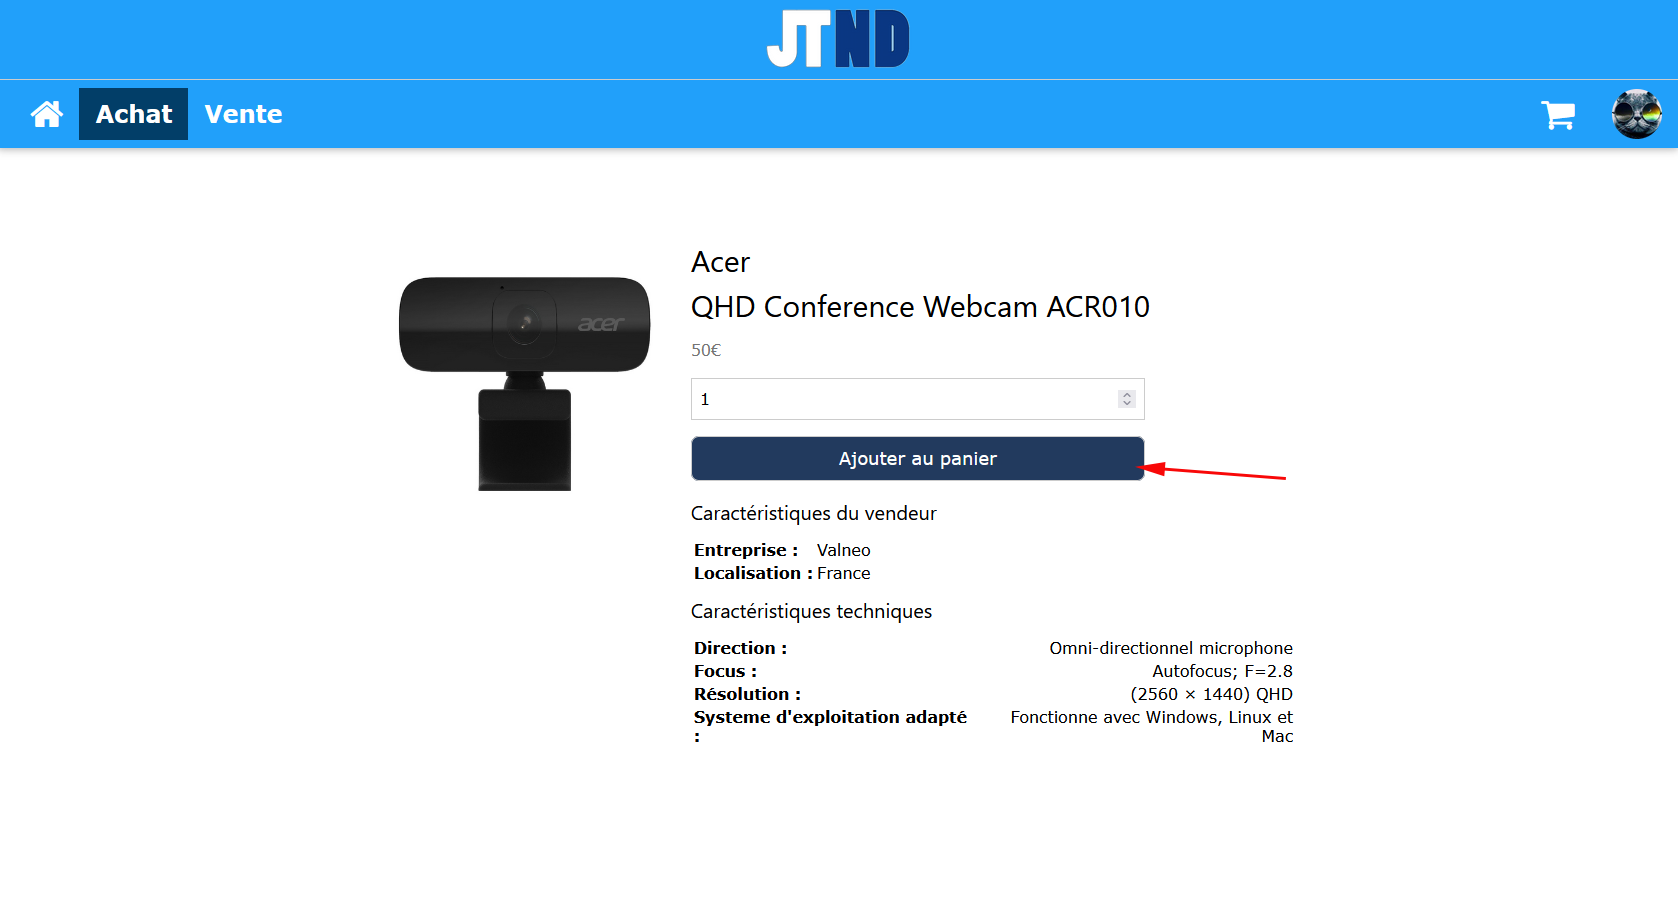 JTND
Achat Vente
acer
Acer
QHD Conference Webcam ACR010
50€
1
Ajouter au panier
Caractéristiques du vendeur
Entreprise : Valneo
Localisation : France
Caractéristiques techniques
Direction : Omni-directionnel microphone
Focus : Autofocus; F=2.8
Résolution : (2560 × 1440) QHD
Systeme d'exploitation adapté Fonctionne avec Windows, Linux et
: Mac